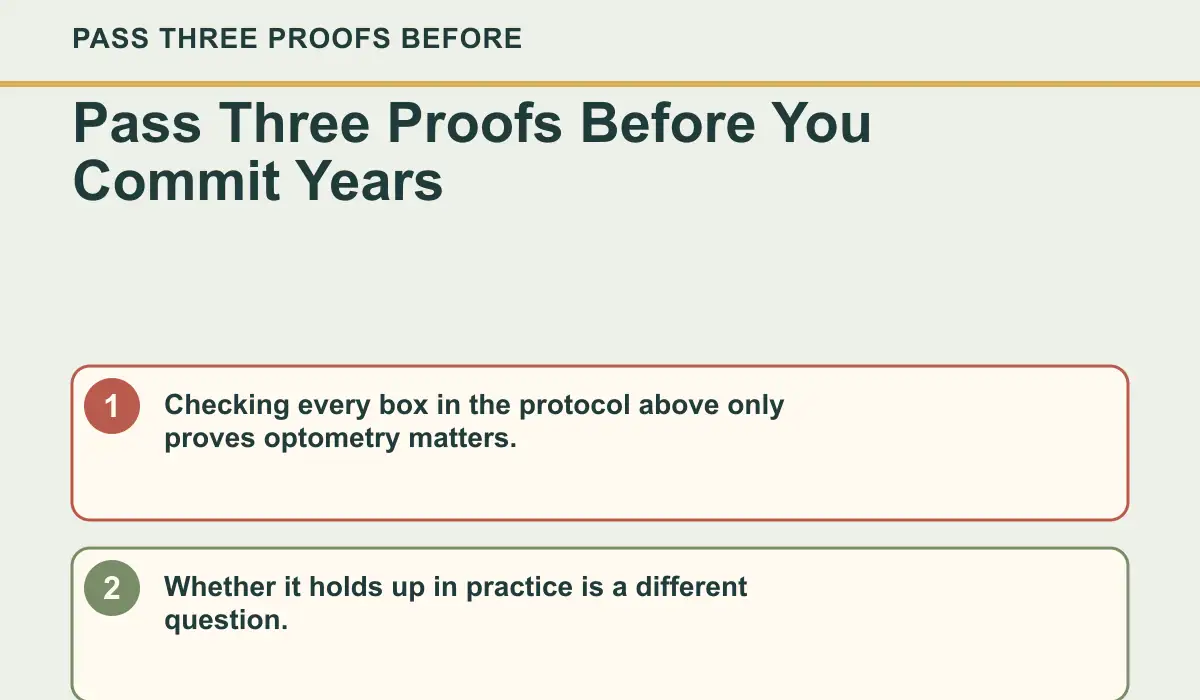 PASS THREE PROOFS BEFORE
Pass Three Proofs Before You
Commit Years
1
Checking every box in the protocol above only
proves optometry matters.
2
Whether it holds up in practice is a different
question.